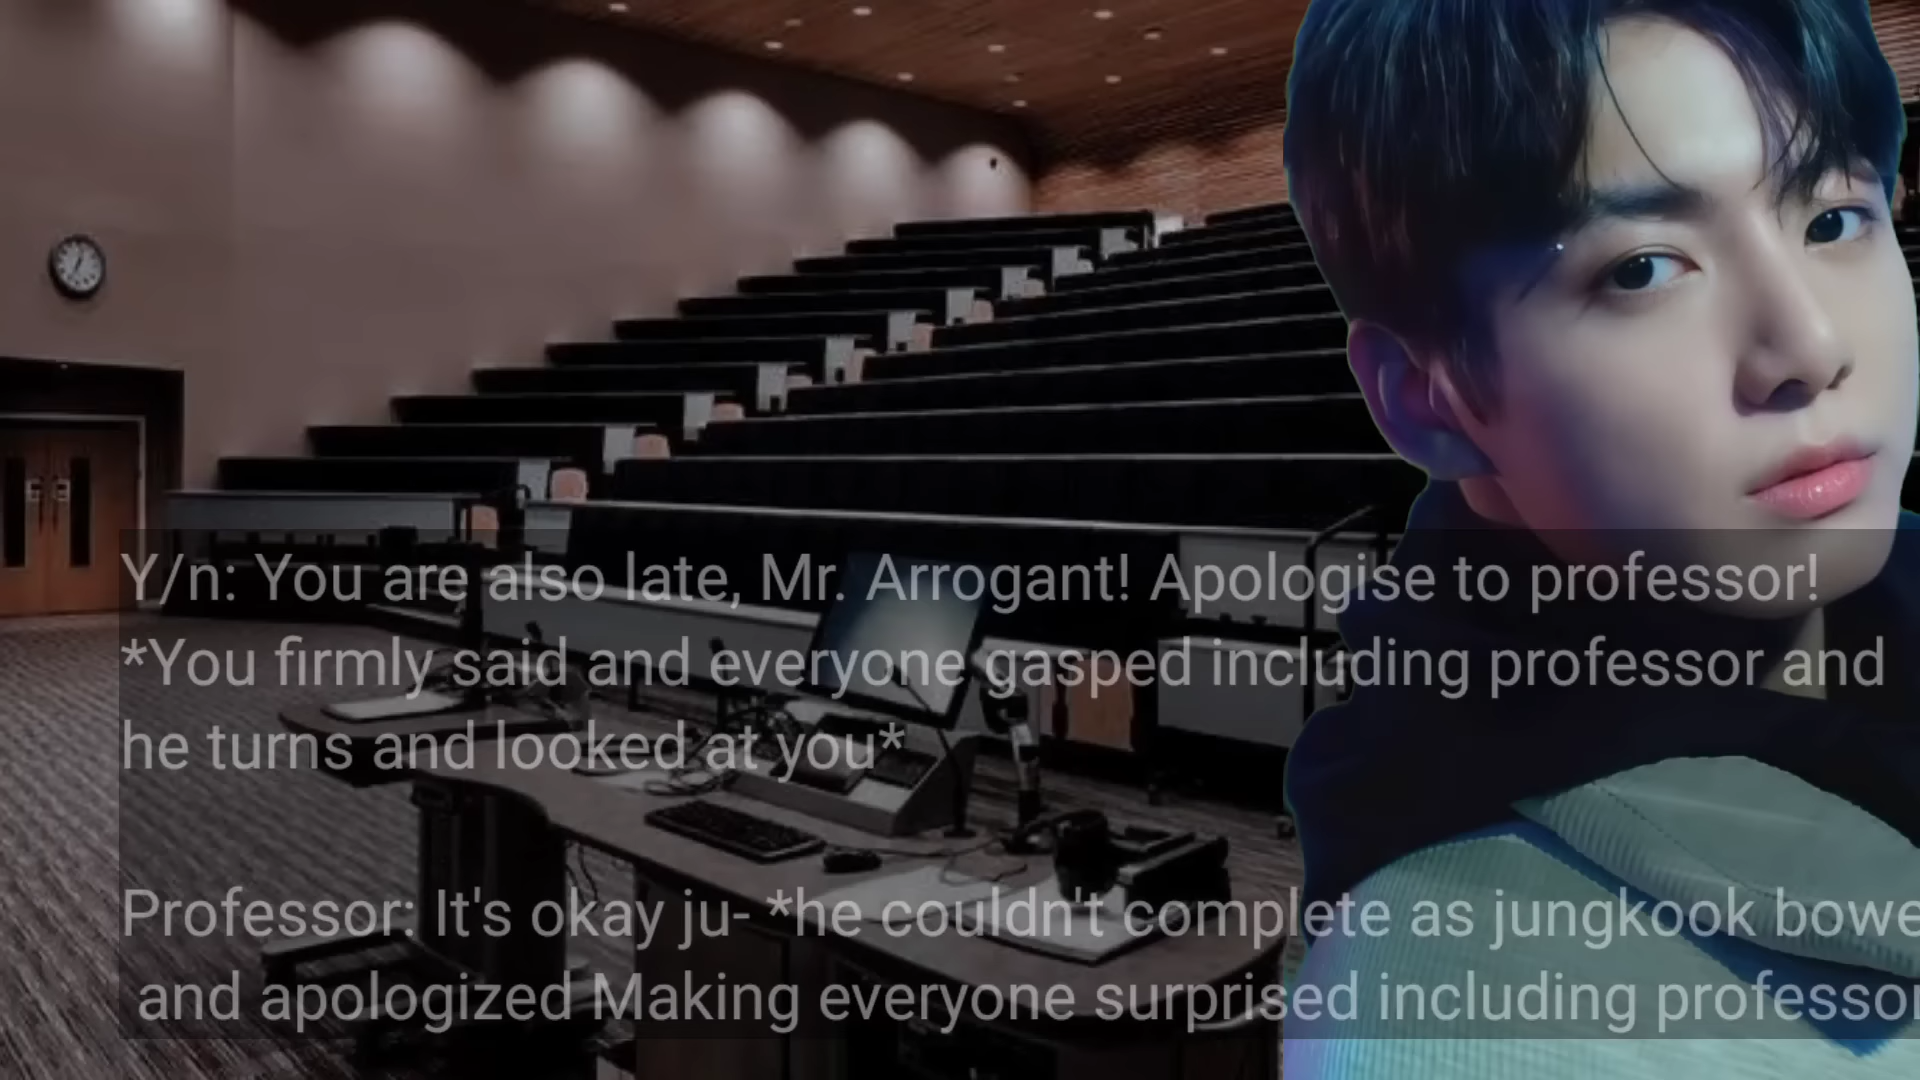 Y/n: You are also late, Mr. Arrogant! Apologise to professor!
*You firmly said and everyone gasped including professor and
he turns and looked at you*
Professor: It's okay ju- *he couldn't complete as jungkook bowe
and apologized Making everyone surprised including professor